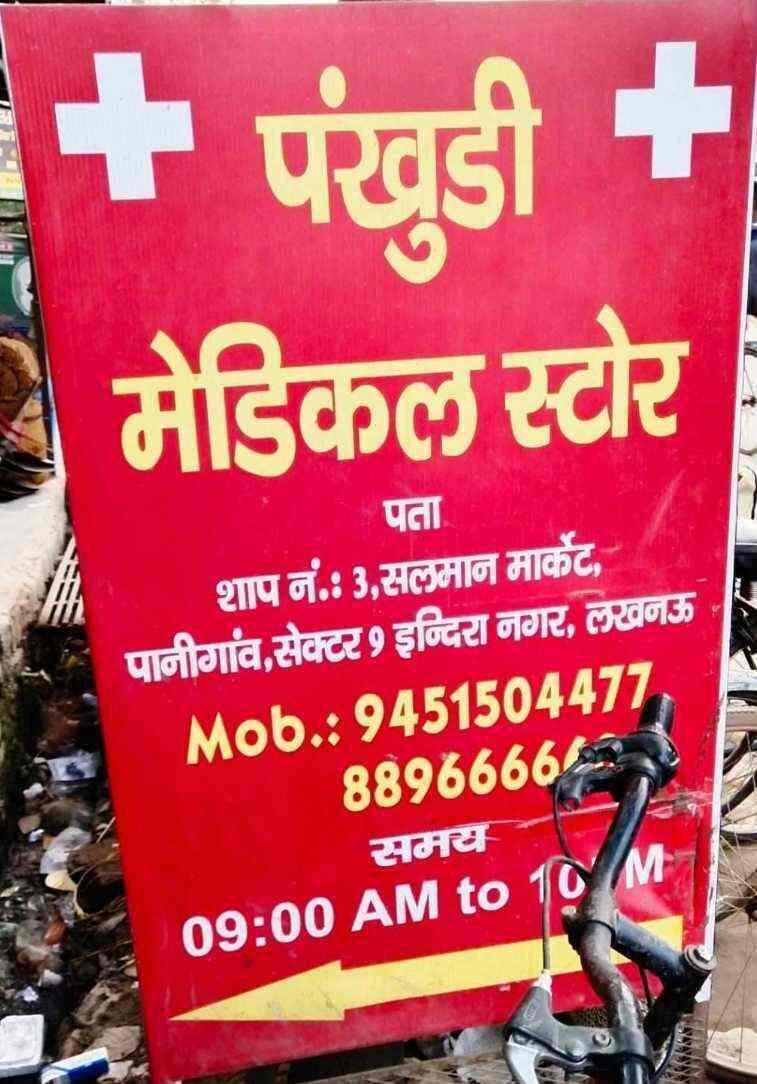 पंखुडी
मेडिकल स्टोर
पता
शाप नं.: 3,सलमान मार्केट,
पानीगांव,सेक्टर 9 इन्दिरा नगर, लखनऊ
Mob.: 9451504477
समय
09:00 AM to